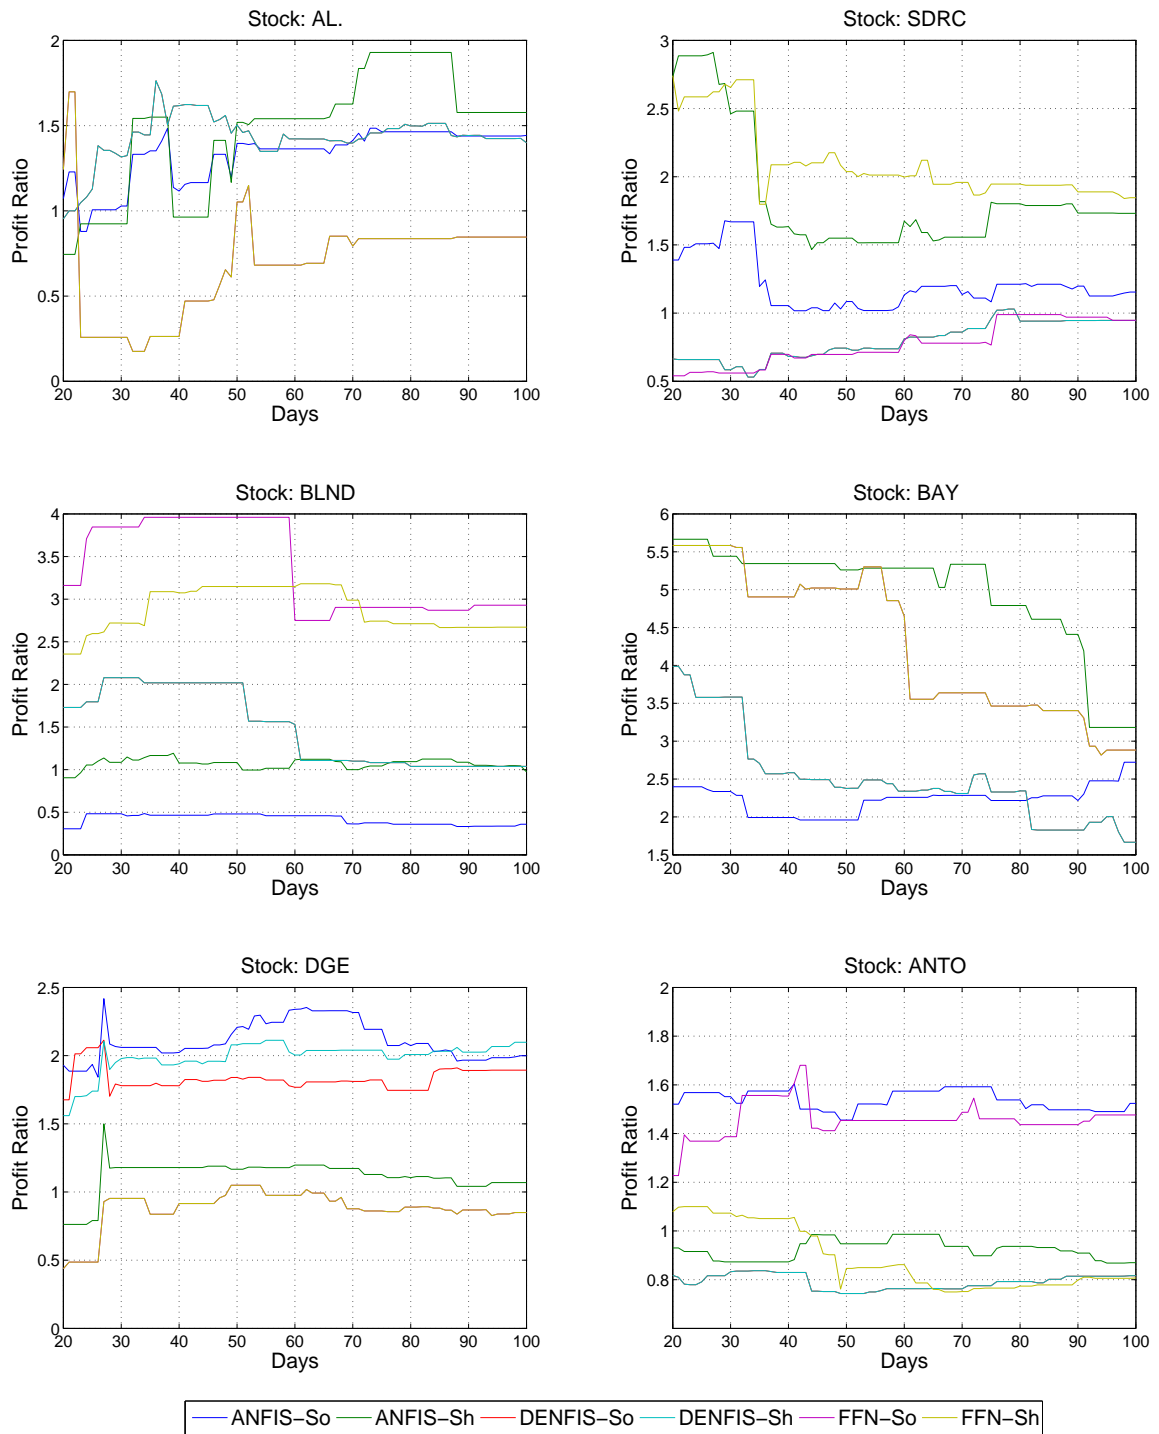 Stock: AL.
2
1.5
1
0.5
0
20 30 40 50 60 70 80 90 100
Profit Ratio
Days
Stock: SDRC
3
2.5
2
1.5
1
0.5
20 30 40 50 60 70 80 90 100
Profit Ratio
Days
Stock: BLND
4
3.5
3
2.5
2
1.5
1
0.5
0
20 30 40 50 60 70 80 90 100
Profit Ratio
Days
Stock: BAY
6
5.5
5
4.5
4
3.5
3
2.5
2
1.5
20 30 40 50 60 70 80 90 100
Profit Ratio
Days
Stock: DGE
2.5
2
1.5
1
0.5
0
20 30 40 50 60 70 80 90 100
Profit Ratio
Days
Stock: ANTO
2
1.8
1.6
1.4
1.2
1
0.8
20 30 40 50 60 70 80 90 100
Profit Ratio
Days
ANFIS−So ANFIS−Sh DENFIS−So DENFIS−Sh FFN−So FFN−Sh